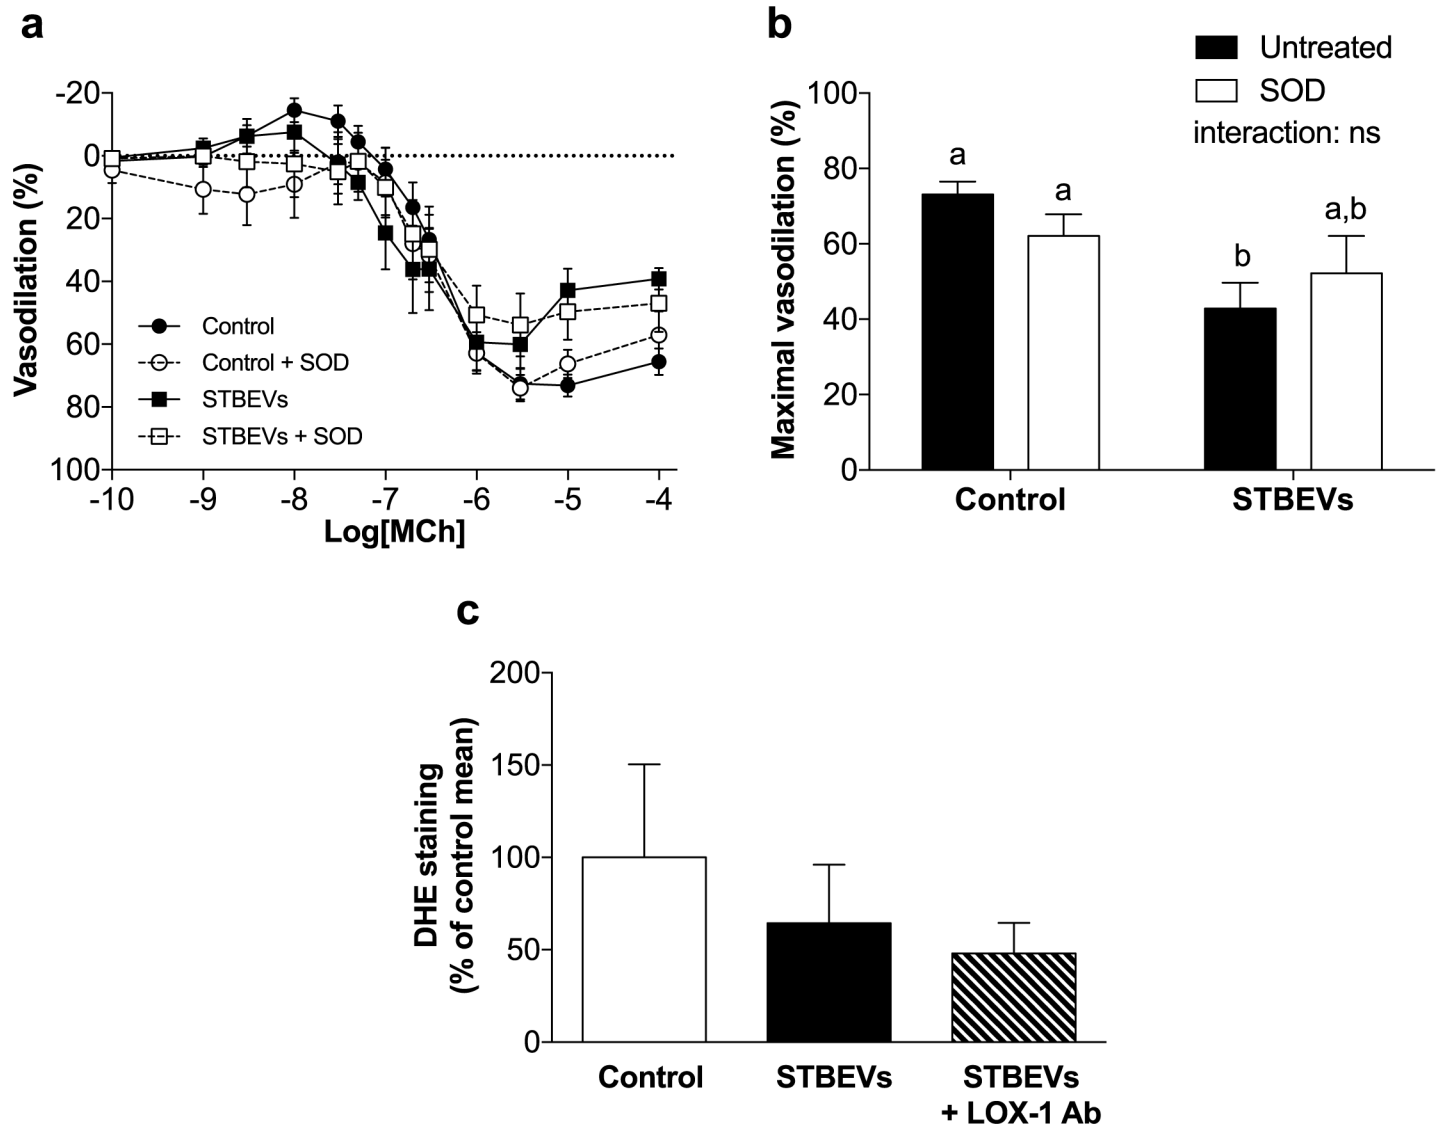 a
-20
0
20
40
60
80
100
Vasodilation (%)
Control
Control + SOD
STBEVs
STBEVs + SOD
-10 -9 -8 -7 -6 -5 -4
Log[MCh]
b
Untreated
SOD
interaction: ns
100
80
60
40
20
0
Maximal vasodilation (%)
a
a
b
a,b
Control STBEVs
c
200
150
100
50
0
DHE staining
(% of control mean)
Control STBEVs STBEVs
+ LOX-1 Ab